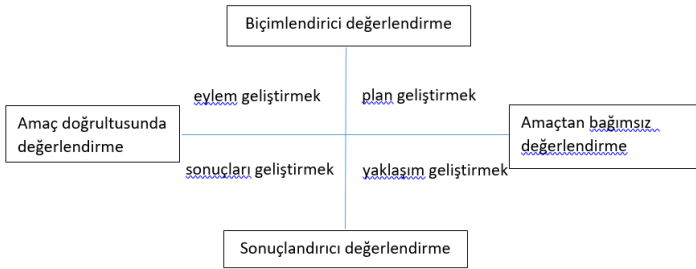 Biçimlendirici değerlendirme
eylem geliştirmek
plan geliştirmek
Amaç doğrultusunda
değerlendirme
Amaçtan bağımsız
değerlendirme
sonuçları geliştirmek
yaklaşım geliştirmek
Sonuçlandırıcı değerlendirme